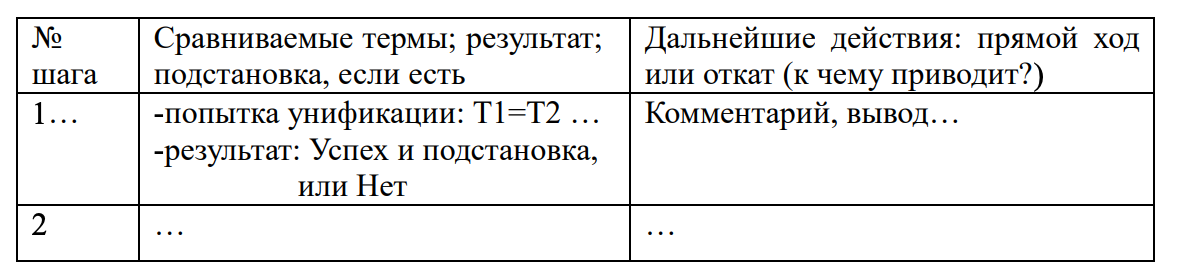 №
шага
Сравниваемые термы; результат;
подстановка, если есть
Дальнейшие действия: прямой ход
или откат (к чему приводит?)
1…
-попытка унификации: T1=T2 …
-результат: Успех и подстановка,
или Нет
Комментарий, вывод…
2
…
…